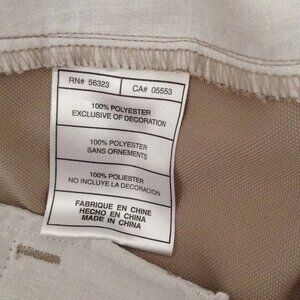 RN# 56323 CA# 05553
100% POLYESTER
EXCLUSIVE OF DECORATION
100% POLYESTER
SANS ORNEMENTS
100% POLIESTER
NO INCLUYE LA DECORACION
FABRIQUE EN CHINE
HECHO EN CHINA
MADE IN CHINA